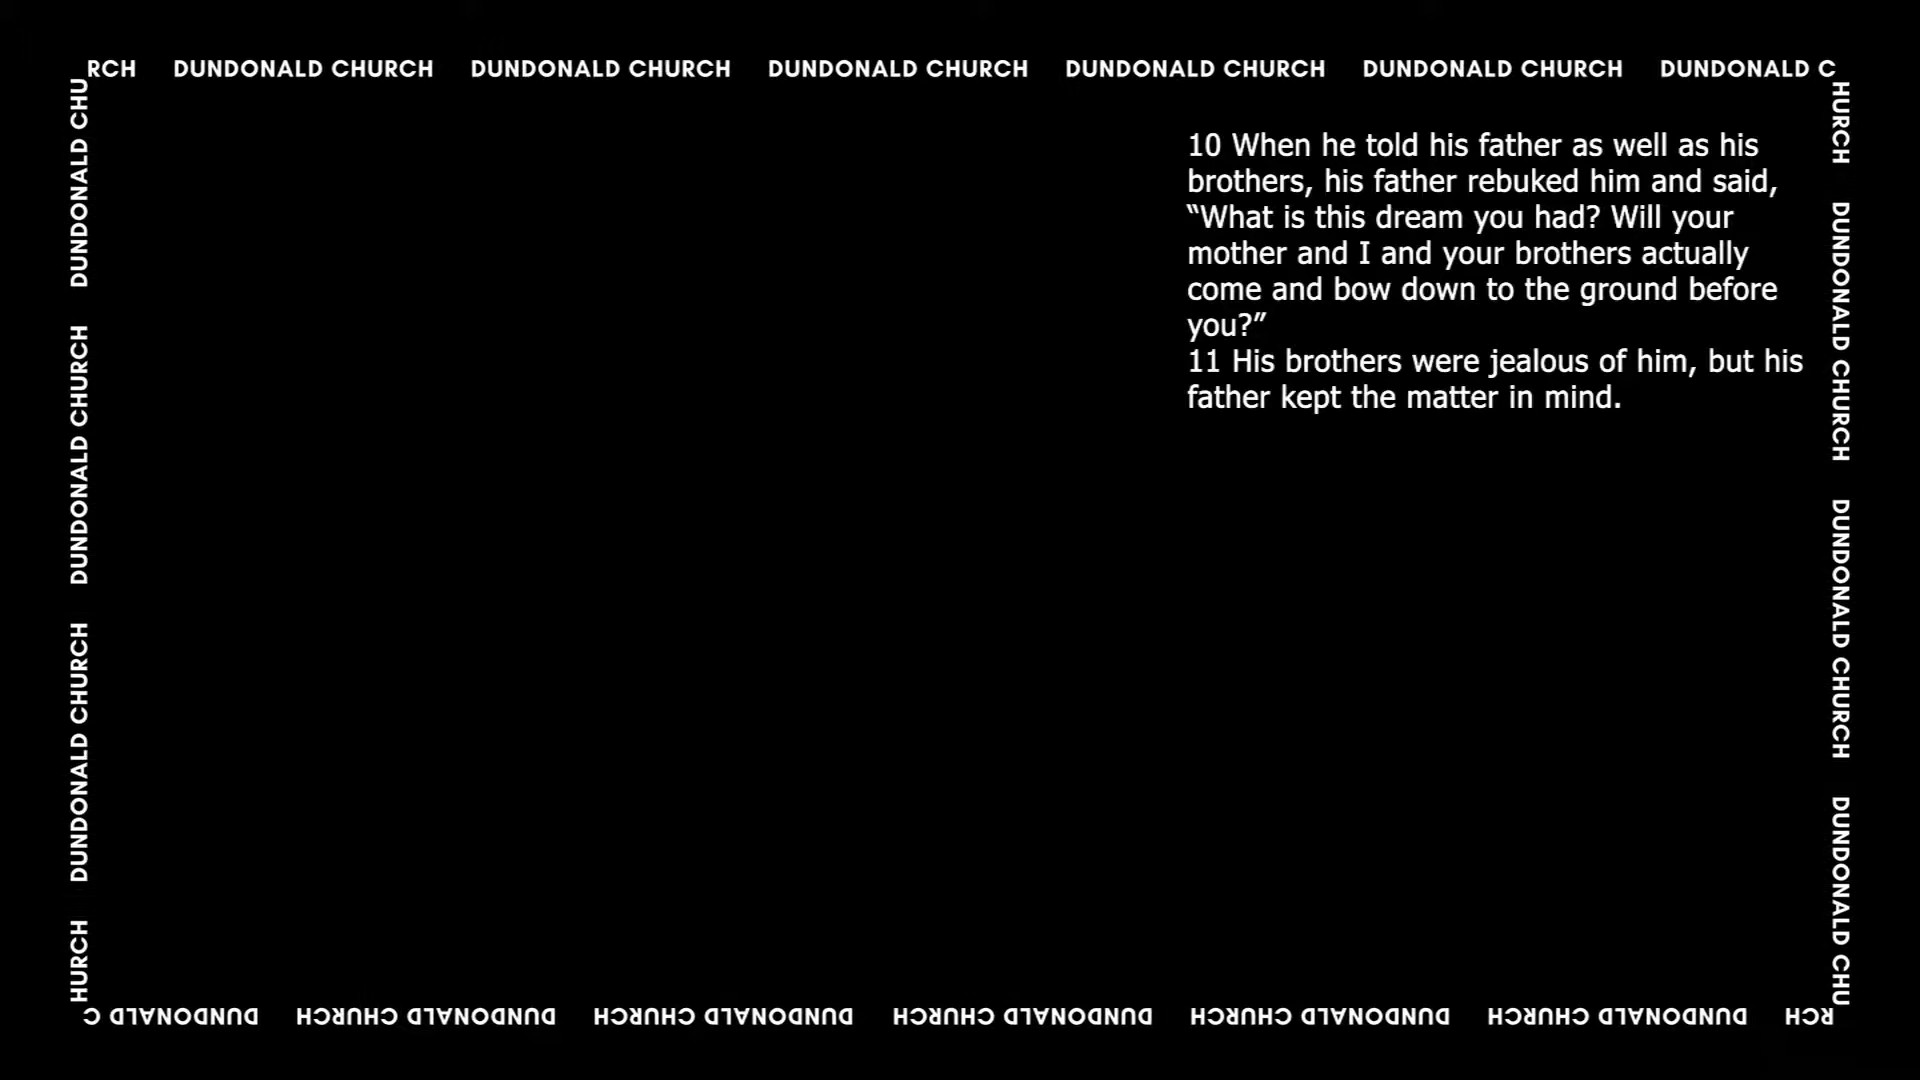 RCH DUNDONALD CHURCH DUNDONALD CHURCH DUNDONALD CHURCH DUNDONALD CHURCH DUNDONALD CHURCH DUNDONALD C
HURCH DUNDONALD CHURCH DUNDONALD CHURCH DUNDONALD CHU
10 When he told his father as well as his
brothers, his father rebuked him and said,
“What is this dream you had? Will your
mother and I and your brothers actually
come and bow down to the ground before
you?”
11 His brothers were jealous of him, but his
father kept the matter in mind.
HURCH DUNDONALD CHURCH DUNDONALD CHURCH DUNDONALD CHU
RCH DUNDONALD CHURCH DUNDONALD CHURCH DUNDONALD CHURCH DUNDONALD CHURCH DUNDONALD CHURCH DUNDONALD C